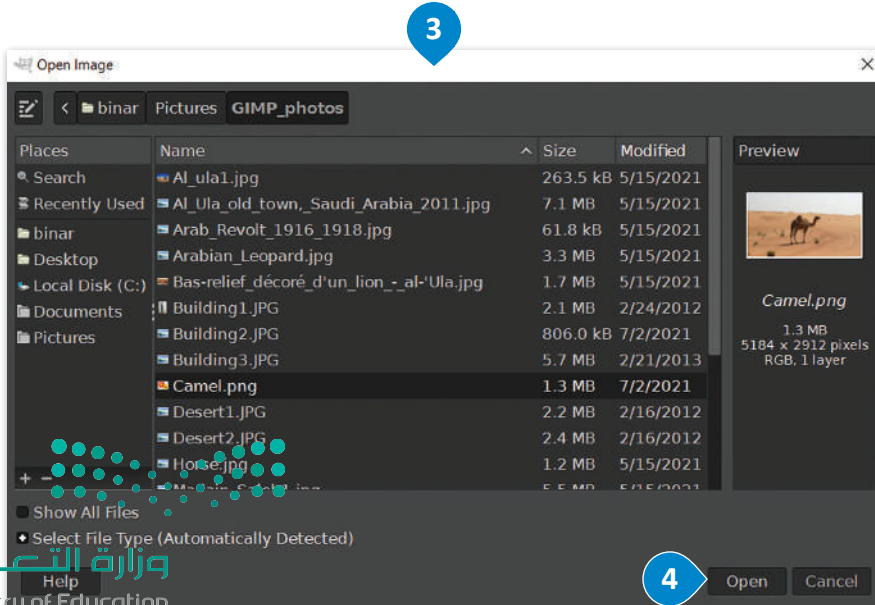 3
Open Image
binar Pictures GIMP_photos
Places Name Size Modified Preview
Search Al_ula1.jpg 263.5 kB 5/15/2021
Recently Used Al_Ula_old_town,_Saudi_Arabia_2011.jpg 7.1 MB 5/15/2021
binar Arab_Revolt_1916_1918.jpg 61.8 kB 5/15/2021
Desktop Arabian_Leopard.jpg 3.3 MB 5/15/2021
Local Disk (C:) Bas-relief_décoré_d'un_lion_-_al-'Ula.jpg 1.7 MB 5/15/2021
Documents Building1.JPG 2.1 MB 2/24/2012
Pictures Building2.JPG 806.0 kB 7/2/2021
Building3.JPG 5.7 MB 2/21/2013
Camel.png 1.3 MB 7/2/2021
Desert1.JPG 2.2 MB 2/16/2012
Desert2.JPG 2.4 MB 2/16/2012
Horse.jpg 1.2 MB 5/15/2021
Camel.png
1.3 MB
5184 x 2912 pixels
RGB, 1 layer
Show All Files
Select File Type (Automatically Detected)
وزارة
Help 4 Open Cancel
of Education